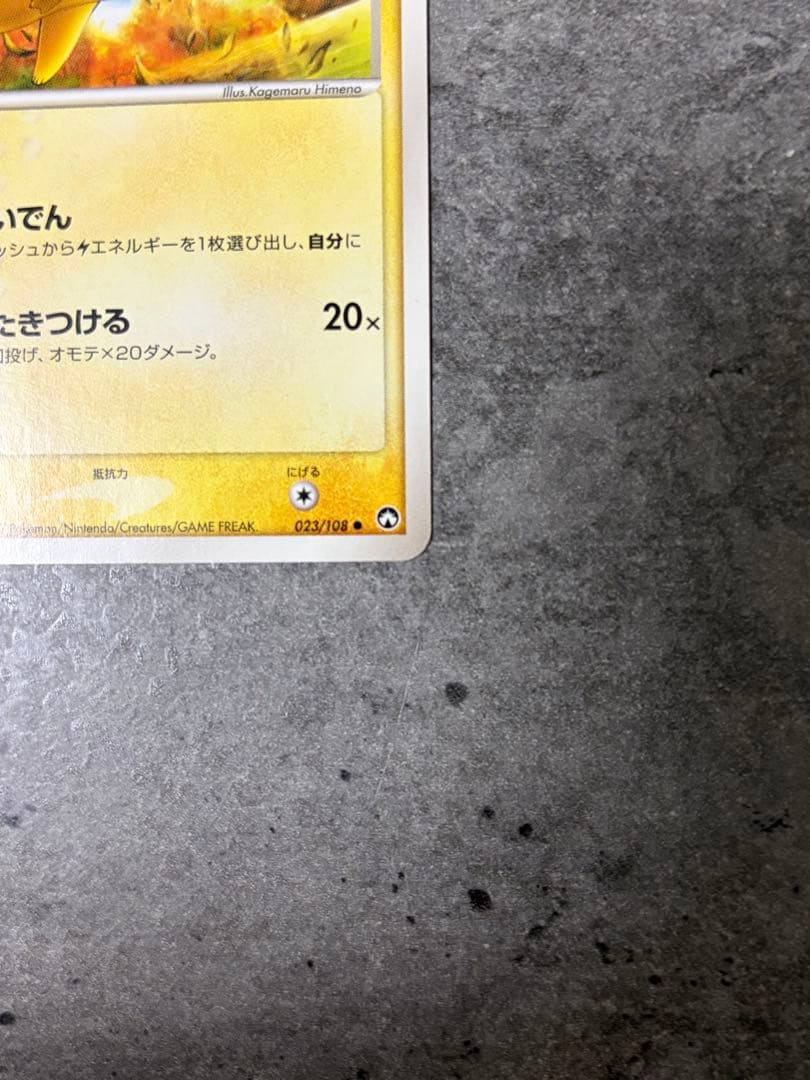 Illus.Kagemaru Himeno
いでん
ッシュからエネルギーを1枚選び出し、自分に
たきつける 20×
投げ、オモテ×20ダメージ。
抵抗力 にげる
Pokémon/Nintendo/Creatures/GAME FREAK. 023/108